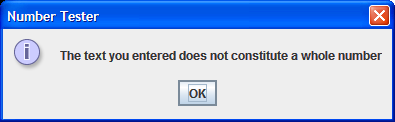 Number Tester
The text you entered does not constitute a whole number
OK